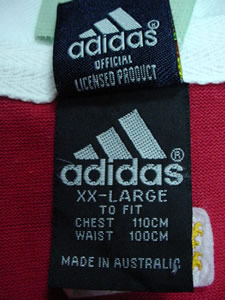 adidas®
OFFICIAL
LICENSED PRODUCT
adidas®
XX-LARGE
TO FIT
CHEST 110CM
WAIST 100CM
MADE IN AUSTRALIA